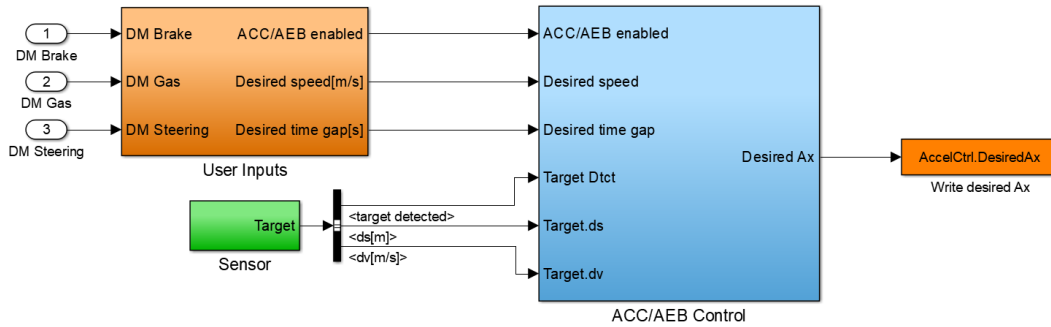 1
DM Brake
2
DM Gas
3
DM Steering
DM Brake
DM Gas
DM Steering
ACC/AEB enabled
Desired speed[m/s]
Desired time gap[s]
User Inputs
Target
Sensor
<target detected>
<ds[m]>
<dv[m/s]>
ACC/AEB enabled
Desired speed
Desired time gap
Target Dtct
Target.ds
Target.dv
Desired Ax
ACC/AEB Control
AccelCtrl.DesiredAx
Write desired Ax